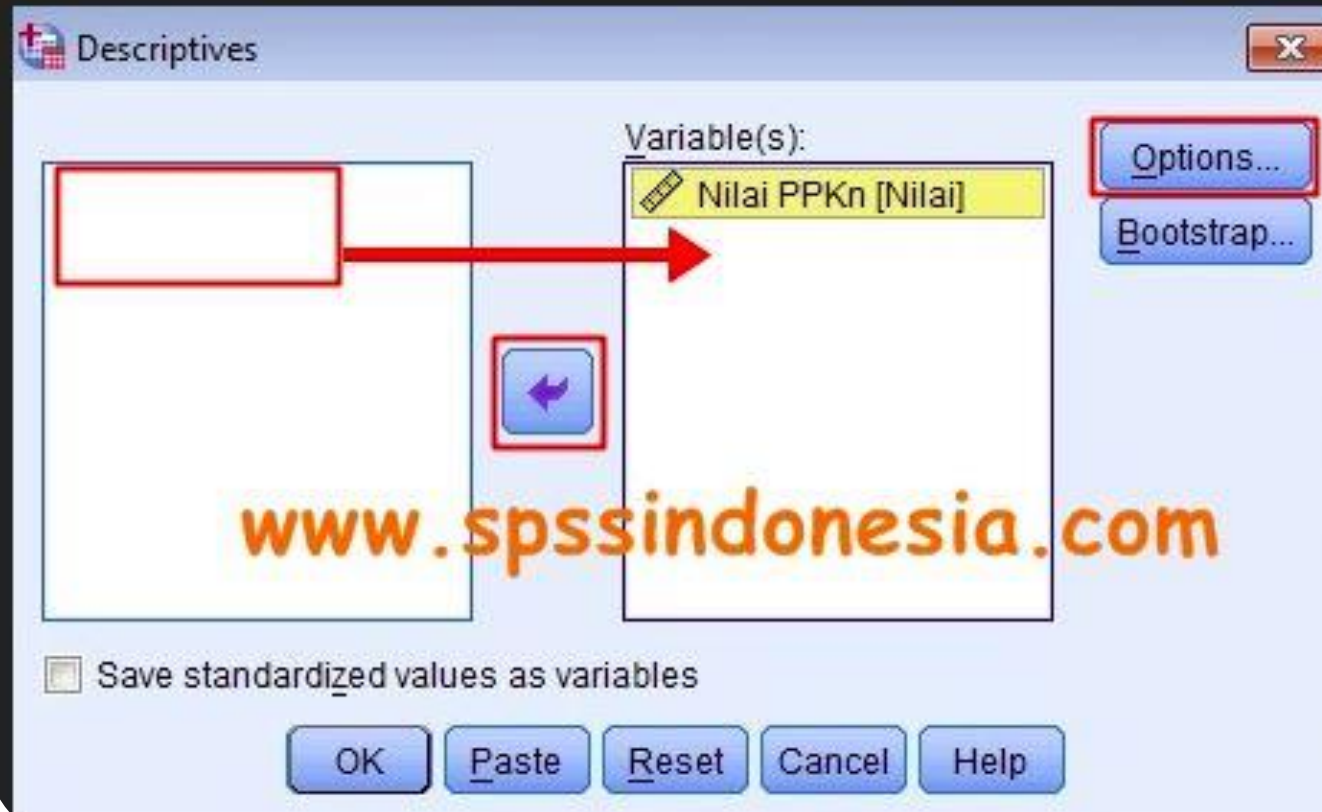 Descriptives
Variable(s):
Nilai PPKn [Nilai]
Options...
Bootstrap...
www.spssindonesia.com
Save standardized values as variables
OK
Paste
Reset
Cancel
Help